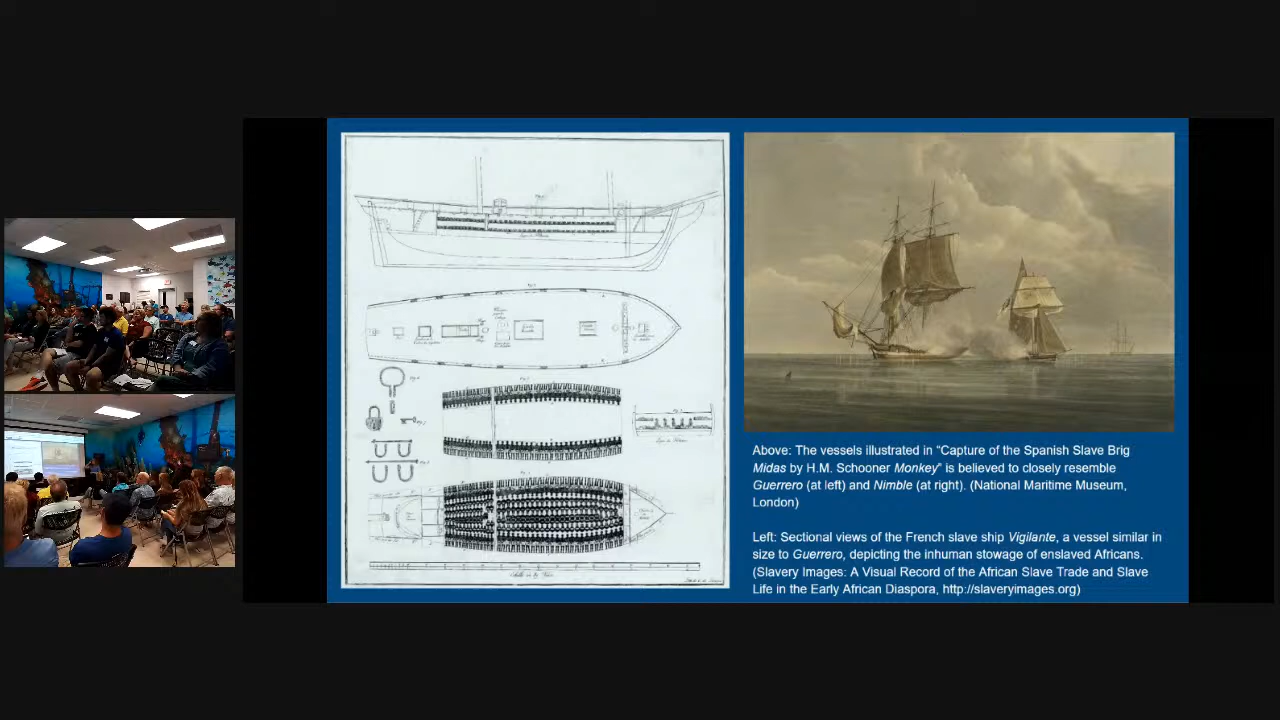 Above: The vessels illustrated in "Capture of the Spanish Slave Brig
Midas by H.M. Schooner Monkey" is believed to closely resemble
Guerrero (at left) and Nimble (at right). (National Maritime Museum,
London)
Left: Sectional views of the French slave ship Vigilante, a vessel similar in
size to Guerrero, depicting the inhuman stowage of enslaved Africans.
(Slavery Images: A Visual Record of the African Slave Trade and Slave
Life in the Early African Diaspora, http://slaveryimages.org)